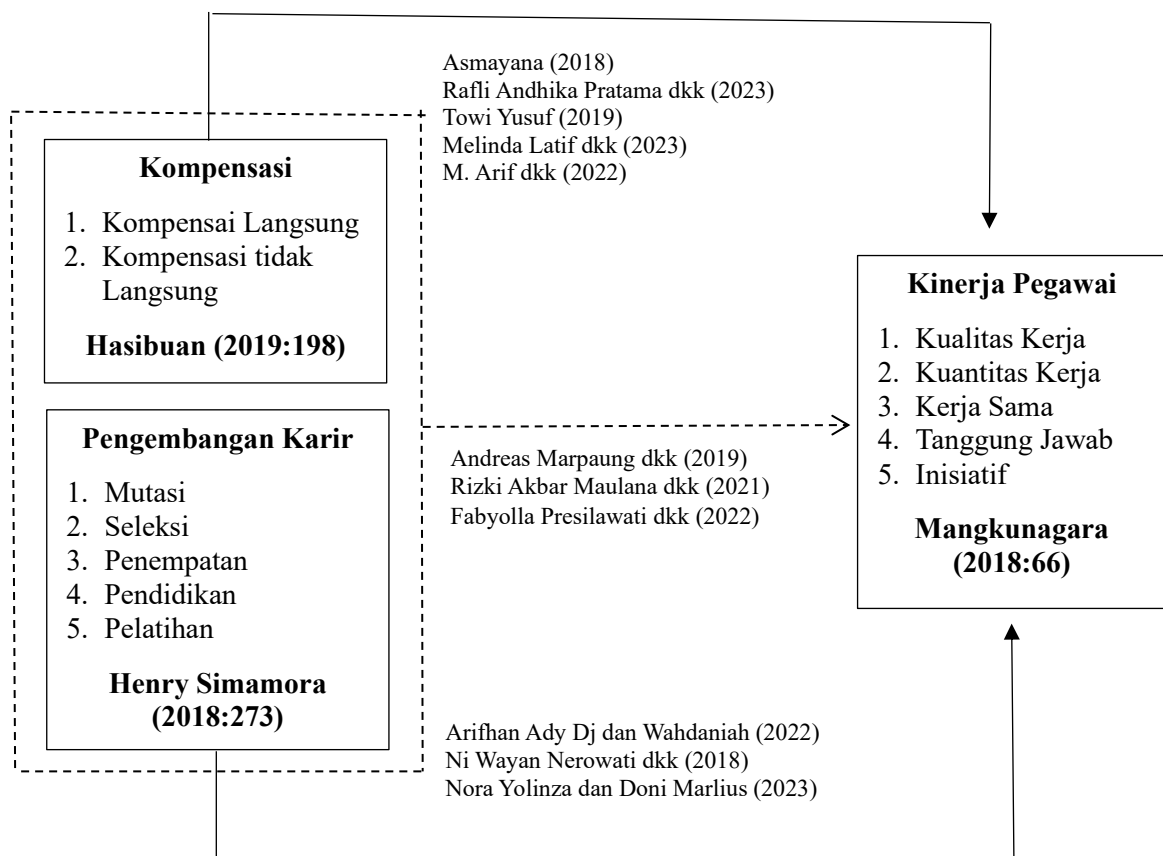 Asmayana (2018)
Rafli Andhika Pratama dkk (2023)
Towi Yusuf (2019)
Melinda Latif dkk (2023)
M. Arif dkk (2022)
Kompensasi
1. Kompensai Langsung
2. Kompensasi tidak
Langsung
Hasibuan (2019:198)
Pengembangan Karir
1. Mutasi
2. Seleksi
3. Penempatan
4. Pendidikan
5. Pelatihan
Henry Simamora
(2018:273)
Andreas Marpaung dkk (2019)
Rizki Akbar Maulana dkk (2021)
Fabyolla Presilawati dkk (2022)
Arifhan Ady Dj dan Wahdaniah (2022)
Ni Wayan Nerowati dkk (2018)
Nora Yolinza dan Doni Marlius (2023)
Kinerja Pegawai
1. Kualitas Kerja
2. Kuantitas Kerja
3. Kerja Sama
4. Tanggung Jawab
5. Inisiatif
Mangkunagara
(2018:66)